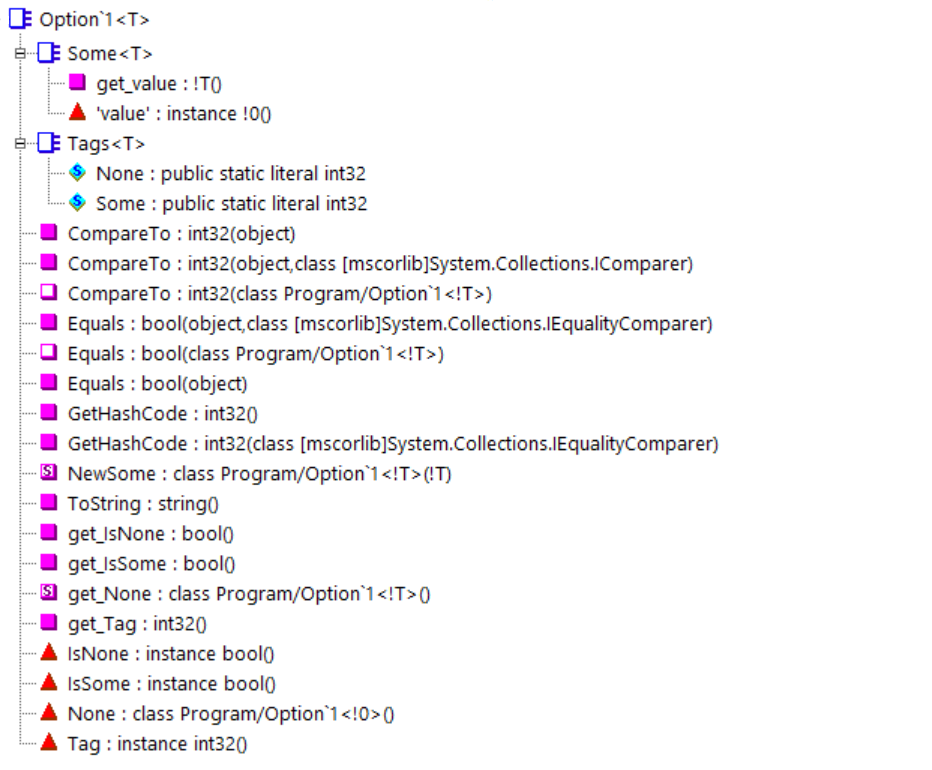 Option`1<T>
Some<T>
get_value : !T()
'value' : instance !0()
Tags<T>
None : public static literal int32
Some : public static literal int32
CompareTo : int32(object)
CompareTo : int32(object,class [mscorlib]System.Collections.IComparer)
CompareTo : int32(class Program/Option`1<!T>)
Equals : bool(object,class [mscorlib]System.Collections.IEqualityComparer)
Equals : bool(class Program/Option`1<!T>)
Equals : bool(object)
GetHashCode : int32()
GetHashCode : int32(class [mscorlib]System.Collections.IEqualityComparer)
NewSome : class Program/Option`1<!T>(!T)
ToString : string()
get_IsNone : bool()
get_IsSome : bool()
get_None : class Program/Option`1<!T>()
get_Tag : int32()
IsNone : instance bool()
IsSome : instance bool()
None : class Program/Option`1<!0>()
Tag : instance int32()